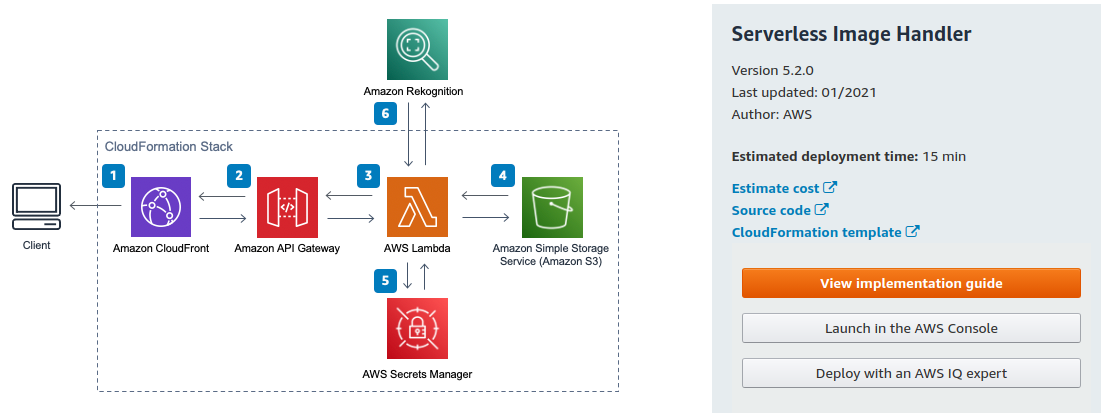 Amazon Rekognition
6
CloudFormation Stack
1
2
3
4
Client
Amazon CloudFront
Amazon API Gateway
AWS Lambda
Amazon Simple Storage
Service (Amazon S3)
5
AWS Secrets Manager
Serverless Image Handler
Version 5.2.0
Last updated: 01/2021
Author: AWS
Estimated deployment time: 15 min
Estimate cost
Source code
CloudFormation template
View implementation guide
Launch in the AWS Console
Deploy with an AWS IQ expert